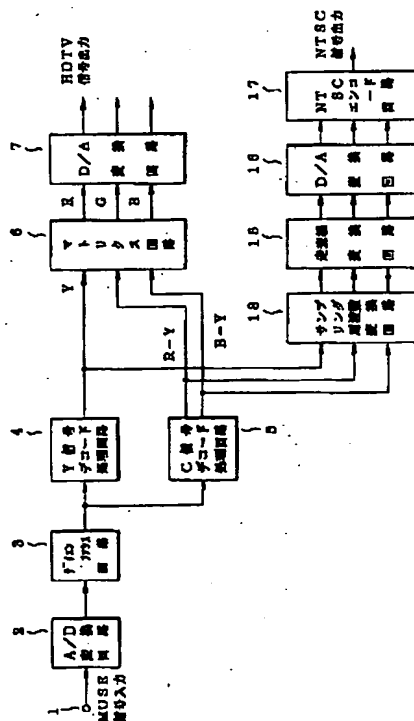 1
MUSE
信号入力
2
A/D
変換
回路
3
ディエン
ファシス
回路
4
Y信号
デコード
処理回路
5
C信号
デコード
処理回路
Y
R-Y
B-Y
6
マ
トリクス
回路
R
G
B
7
D/A
変換
回路
HDTV
信号出力
18
サンプ
リング
周波数
変換
回路
15
走査線
変換
回路
16
D/A
変換
回路
17
NT
SC
エンコ
ード
回路
NTSC
信号出力